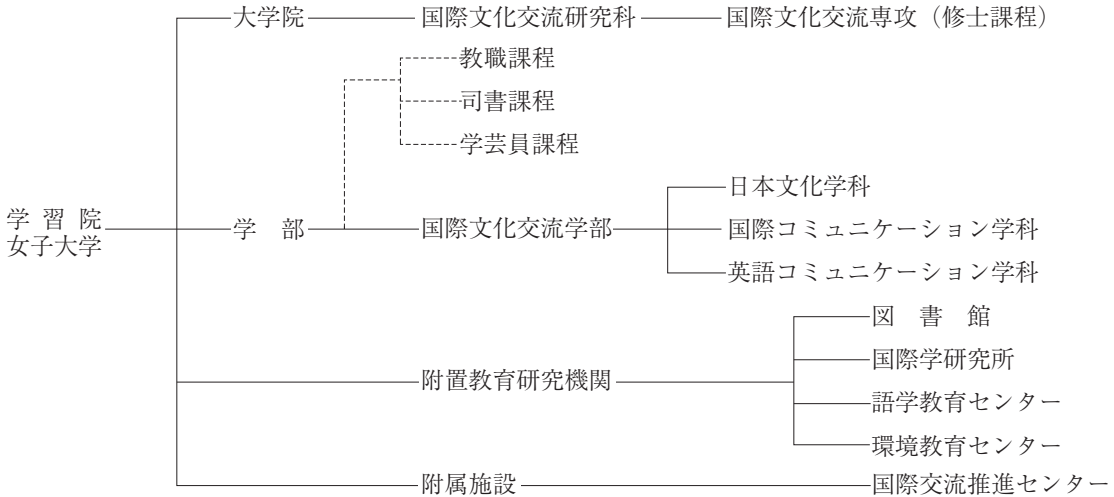 大学院 国際文化交流研究科 国際文化交流専攻（修士課程）
教職課程
司書課程
学芸員課程
日本文化学科
学習院
女子大学
学　部 国際文化交流学部 国際コミュニケーション学科
英語コミュニケーション学科
図　書　館
附置教育研究機関 国際学研究所
語学教育センター
環境教育センター
附属施設 国際交流推進センター